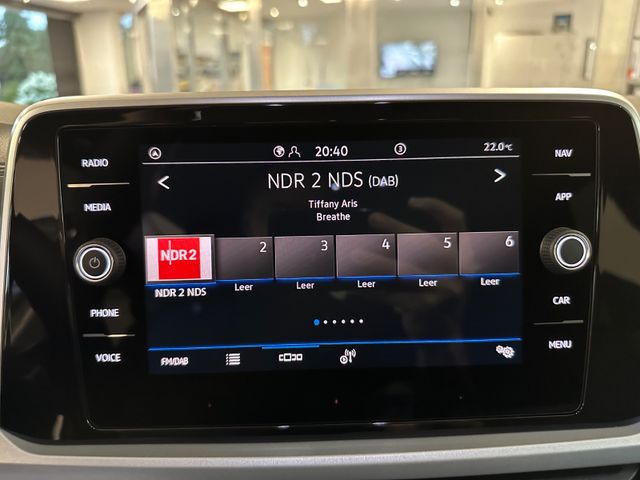 20:40
3
22.0°C
RADIO
MEDIA
PHONE
VOICE
NDR 2 NDS (DAB)
Tiffany Aris
Breathe
NDR 2
2
3
4
5
6
NDR 2 NDS
Leer
Leer
Leer
Leer
Leer
FM/DAB
NAV
APP
CAR
MENU